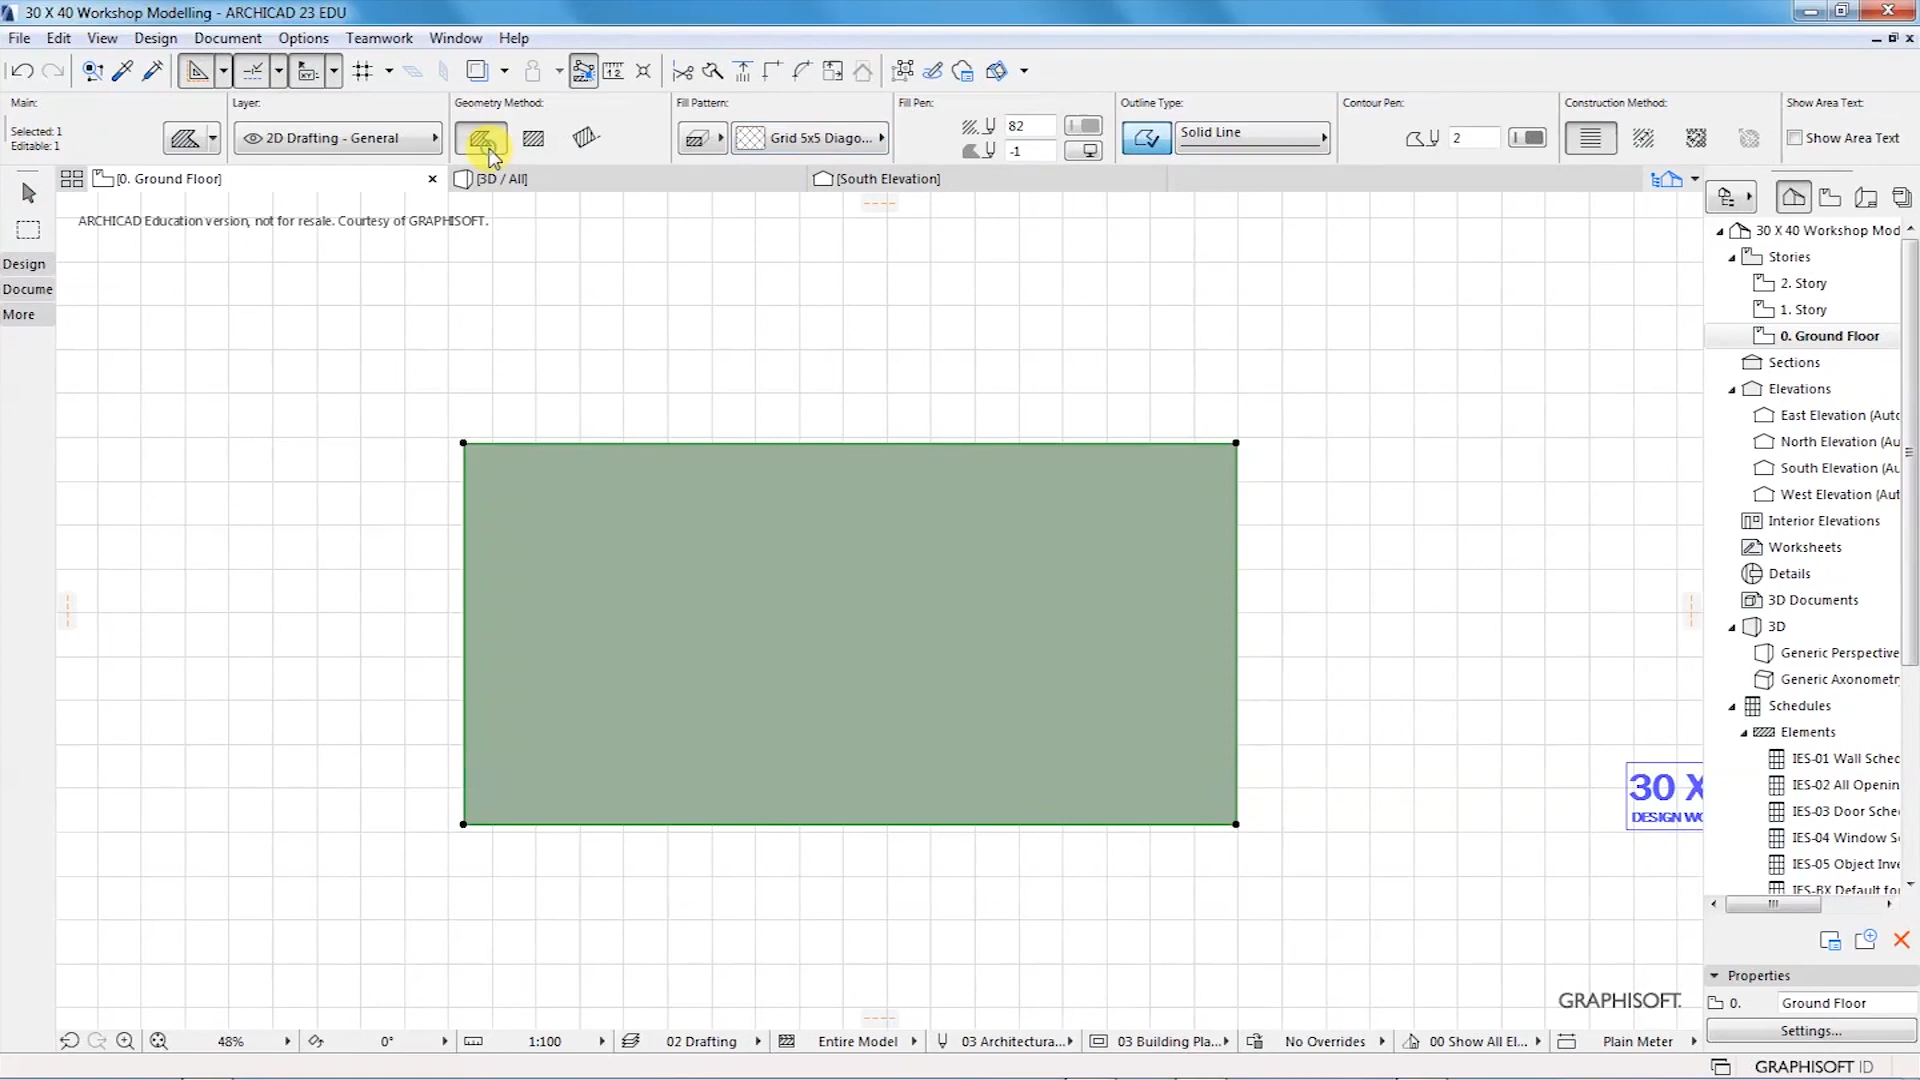 30 X 40 Workshop Modelling - ARCHICAD 23 EDU
File Edit View Design Document Options Teamwork Window Help
Main: Layer: Geometry Method: Fill Pattern: Fill Pen: Outline Type: Contour Pen: Construction Method: Show Area Text:
Selected: 1
Editable: 1
2D Drafting - General
Grid 5x5 Diago...
82
-1
Solid Line
2
Show Area Text
[0. Ground Floor]
[3D / All]
[South Elevation]
ARCHICAD Education version, not for resale. Courtesy of GRAPHISOFT.
Design
Docume
More
30 X
DESIGN WO
GRAPHISOFT.
30 X 40 Workshop Mod
Stories
2. Story
1. Story
0. Ground Floor
Sections
Elevations
East Elevation (Auto
North Elevation (Au
South Elevation (Au
West Elevation (Aut
Interior Elevations
Worksheets
Details
3D Documents
3D
Generic Perspective
Generic Axonometr
Schedules
Elements
IES-01 Wall Sched
IES-02 All Openin
IES-03 Door Sche
IES-04 Window S
IES-05 Object Inve
IES-BX Default fo
Properties
0. Ground Floor
Settings...
48% 0° 1:100 02 Drafting Entire Model 03 Architectura... 03 Building Pla... No Overrides 00 Show All El... Plain Meter
GRAPHISOFT ID